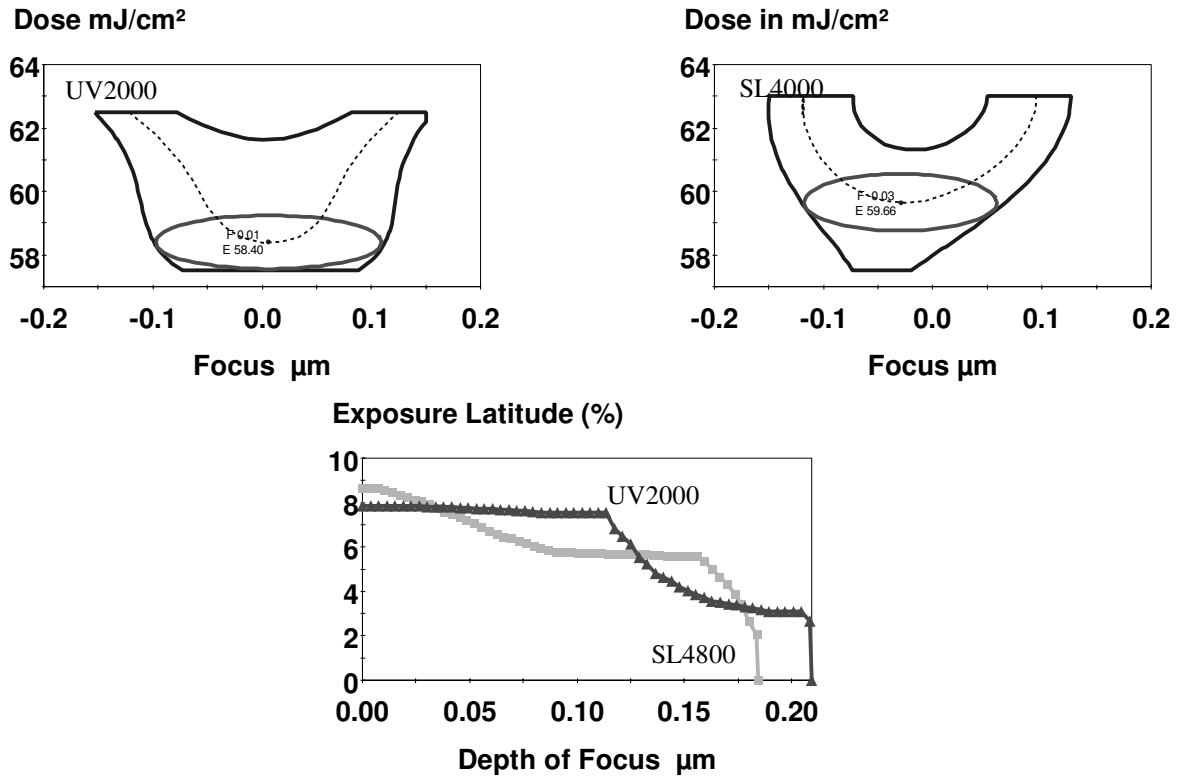 Dose mJ/cm²
64
62
60
58
UV2000
F 0.01
E 58.40
-0.2 -0.1 0.0 0.1 0.2
Focus µm
Dose in mJ/cm²
64
62
60
58
SL4000
F -0.03
E 59.66
-0.2 -0.1 0.0 0.1 0.2
Focus µm
Exposure Latitude (%)
10
8
6
4
2
0
UV2000
SL4800
0.00 0.05 0.10 0.15 0.20
Depth of Focus µm